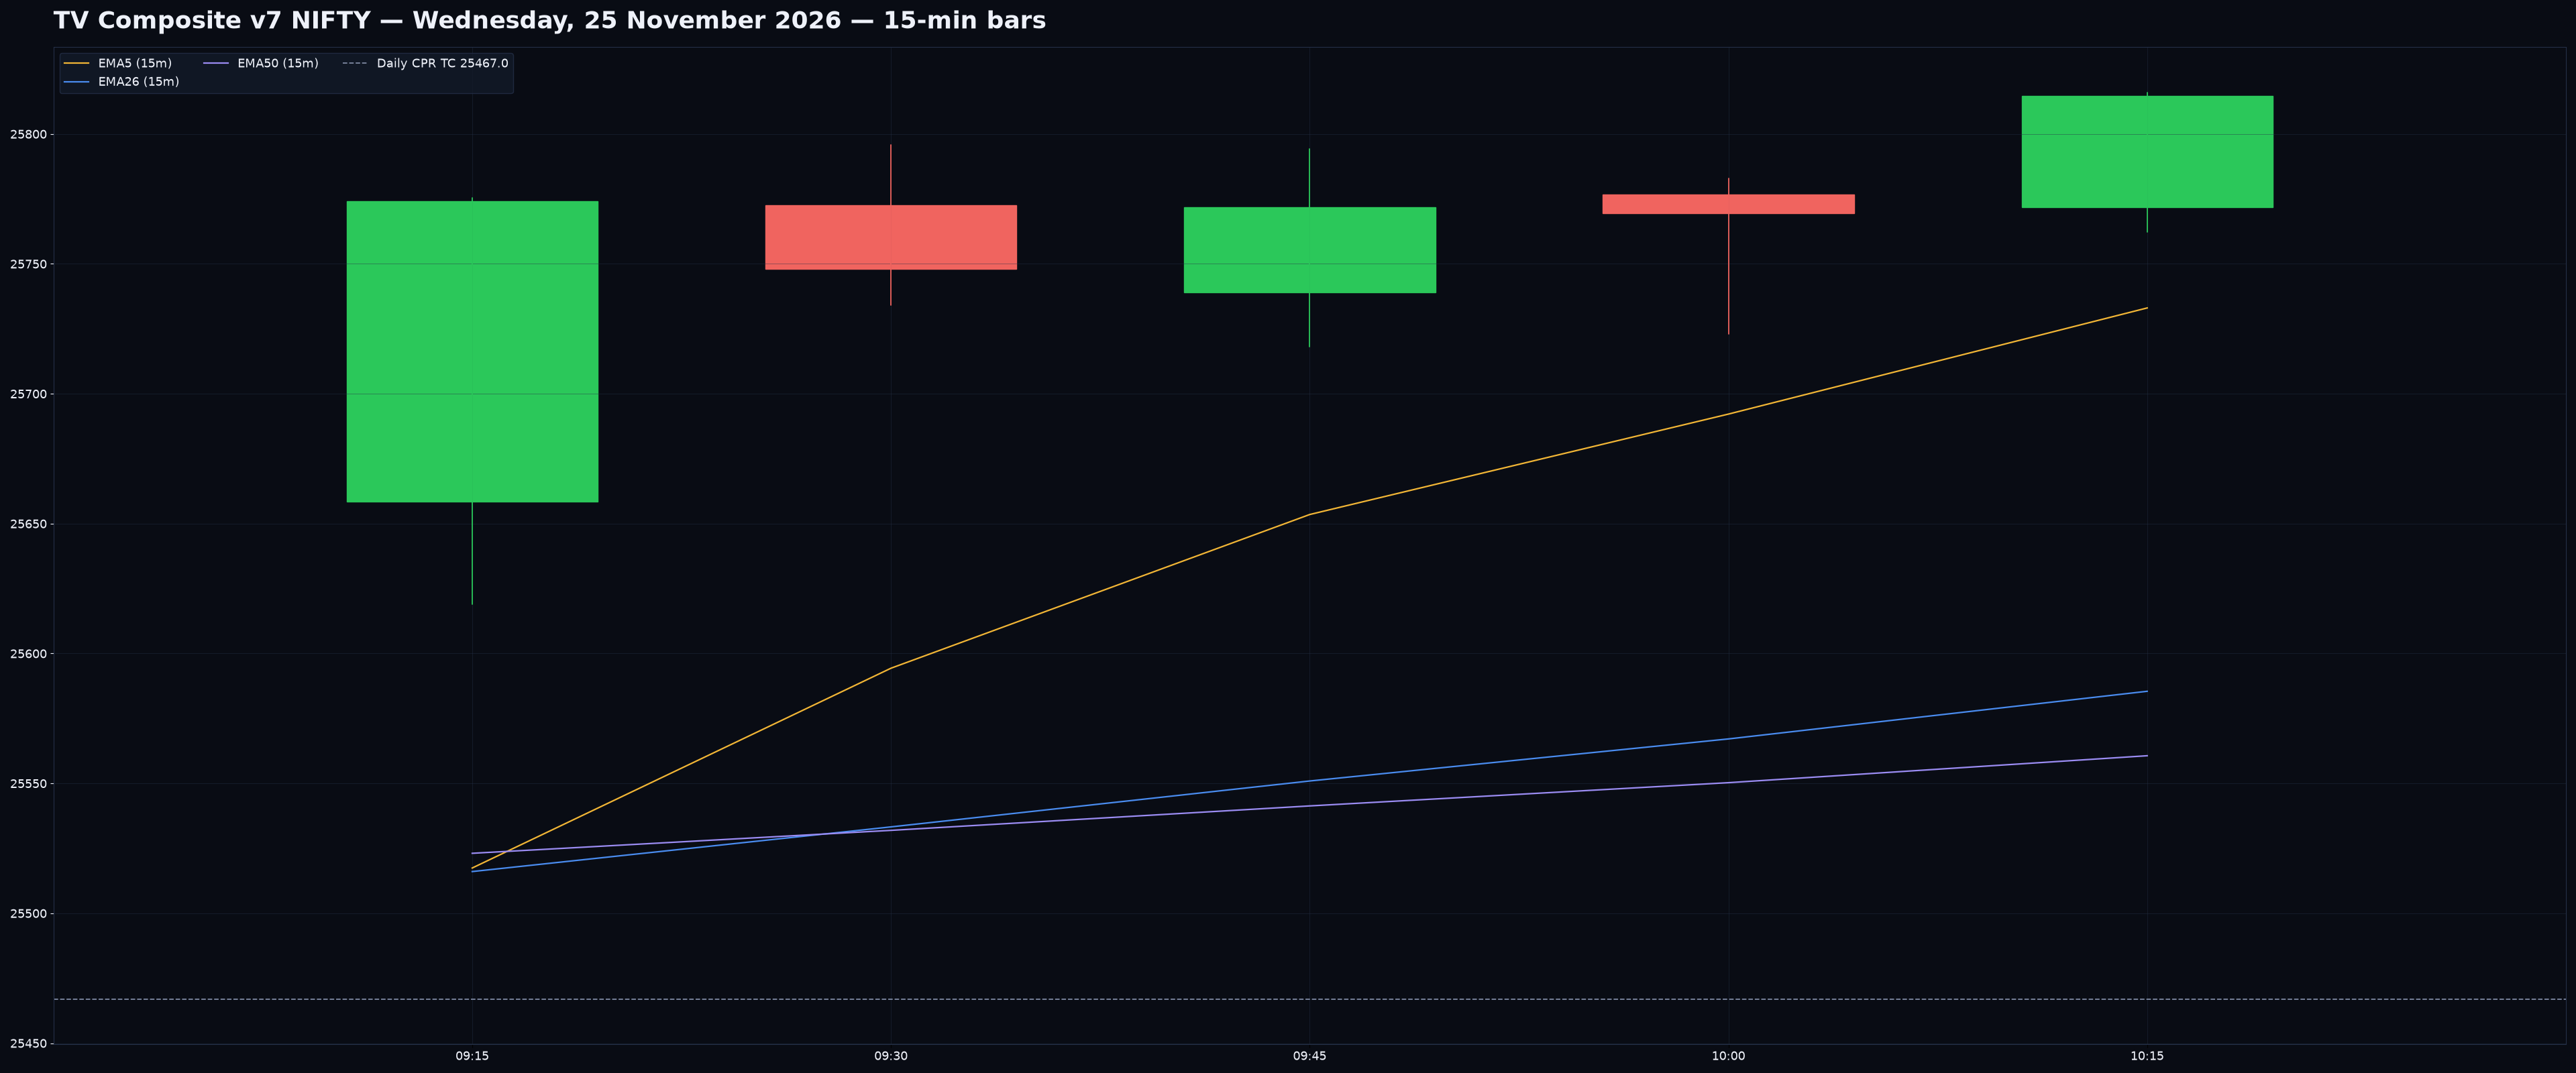 TV Composite v7 NIFTY — Wednesday, 25 November 2026 — 15-min bars
EMA5 (15m) EMA50 (15m) Daily CPR TC 25467.0
EMA26 (15m)
25800
25750
25700
25650
25600
25550
25500
25450
09:15 09:30 09:45 10:00 10:15